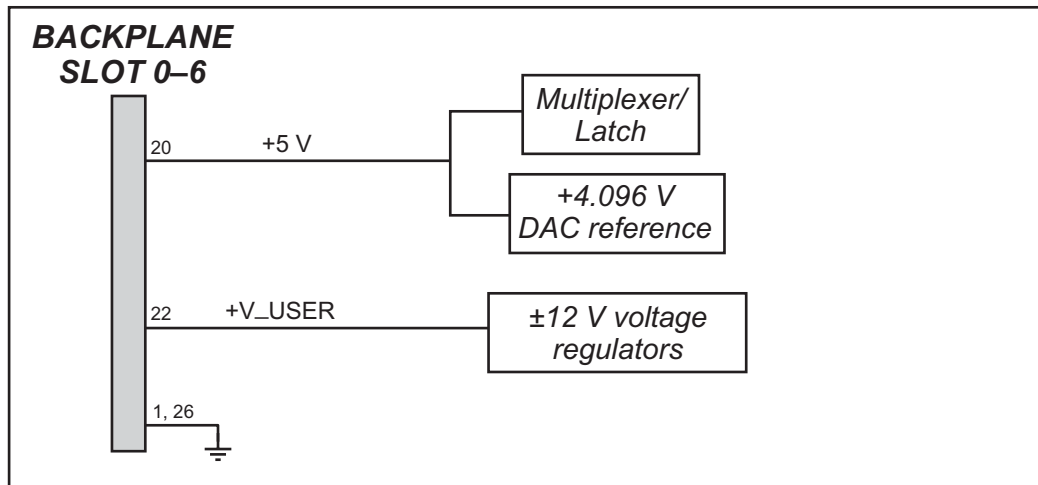 BACKPLANE
SLOT 0–6
20
+5 V
Multiplexer/
Latch
+4.096 V
DAC reference
22
+V_USER
±12 V voltage
regulators
1, 26